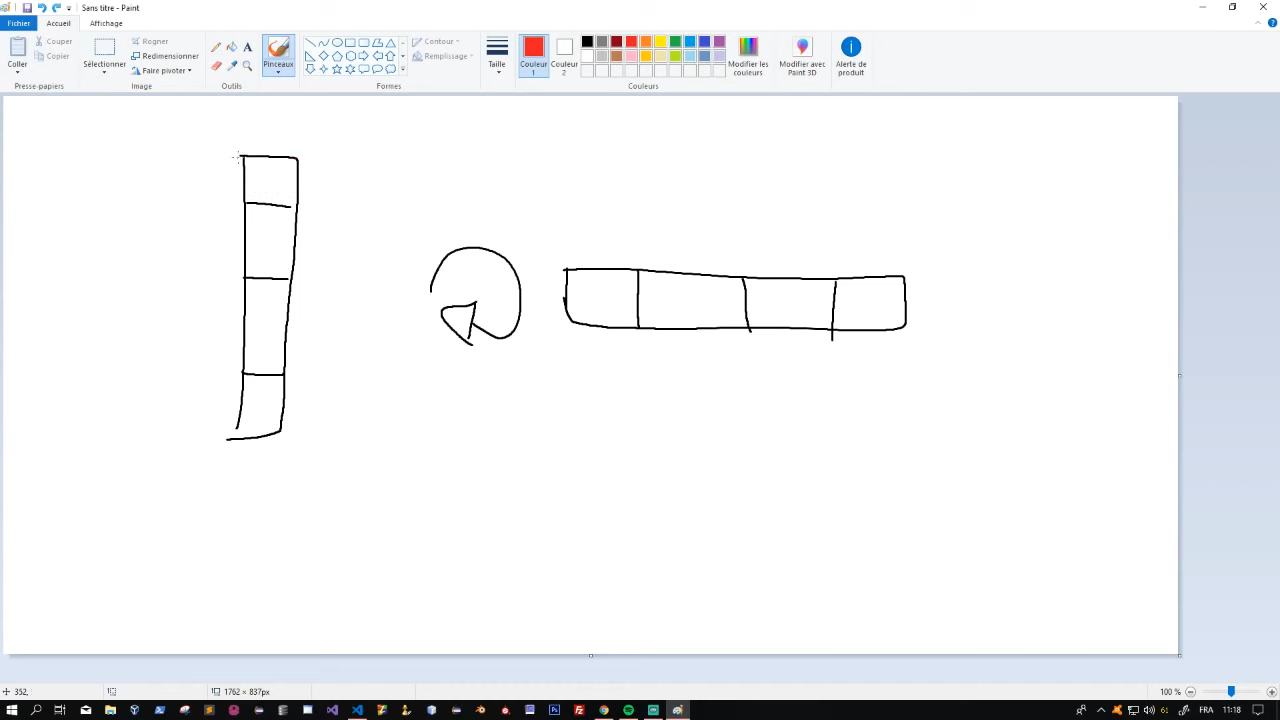 Sans titre - Paint
Fichier Accueil Affichage
Coller
Couper
Copier
Presse-papiers
Sélectionner
Rogner
Redimensionner
Faire pivoter
Image
Outils
Pinceaux
Formes
Contour
Remplissage
Taille
Couleur 1
Couleur 2
Modifier les couleurs
Couleurs
Modifier avec Paint 3D
Alerte de produit
352,
1762 × 837px
100 %
61
FRA
11:18